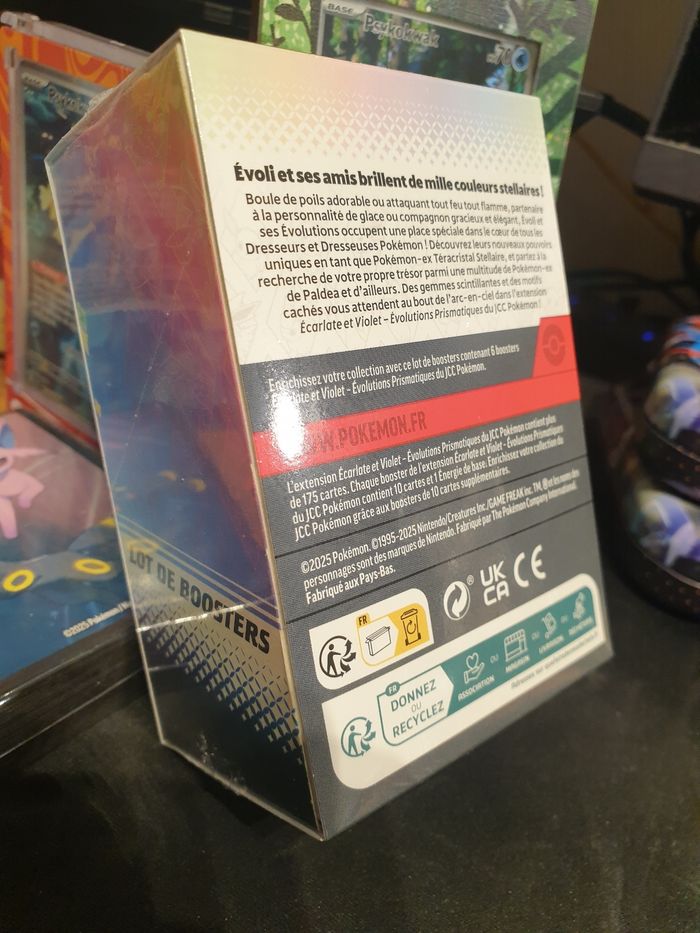 BASE
Psykokwak
70
BASE
Psykokwak
Évoli et ses amis brillent de mille couleurs stellaires !
Boule de poils adorable ou attaquant tout feu tout flamme, partenaire
à la personnalité de glace ou compagnon gracieux et élégant, Évoli et
ses Évolutions occupent une place spéciale dans le cœur de tous les
Dresseurs et Dresseuses Pokémon ! Découvrez leurs nouveaux pouvoirs
uniques en tant que Pokémon-ex Téracristal Stellaire, et partez à la
recherche de votre propre trésor parmi une multitude de Pokémon-ex
de Paldea et d'ailleurs. Des gemmes scintillantes et des motifs
cachés vous attendent au bout de l'arc-en-ciel dans l'extension
Écarlate et Violet – Évolutions Prismatiques du JCC Pokémon !
Enrichissez votre collection avec ce lot de boosters contenant 6 boosters
Écarlate et Violet – Évolutions Prismatiques du JCC Pokémon.
WWW.POKEMON.FR
L'extension Écarlate et Violet – Évolutions Prismatiques du JCC Pokémon contient plus
de 175 cartes. Chaque booster de l'extension Écarlate et Violet – Évolutions Prismatiques
du JCC Pokémon contient 10 cartes et 1 Énergie de base. Enrichissez votre collection du
JCC Pokémon grâce aux boosters de 10 cartes supplémentaires.
©2025 Pokémon. ©1995-2025 Nintendo/Creatures Inc./GAME FREAK inc. TM, ® et les noms des
personnages sont des marques de Nintendo. Fabriqué par The Pokémon Company International.
Fabriqué aux Pays-Bas.
LOT DE BOOSTERS
FR
UK
CA CE
FR
DONNEZ
OU
RECYCLEZ
ASSOCIATION
OU
MAGASIN
OU
LIVRAISON
OU
©2025 Pokémon